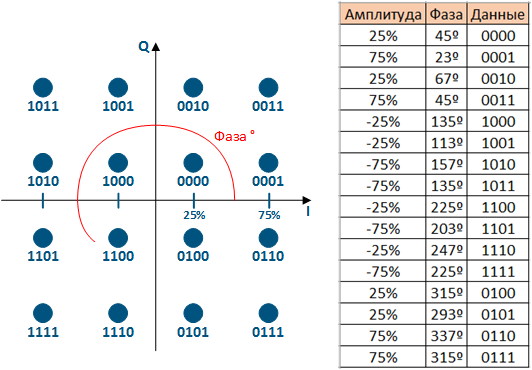 Q
1011 1001 0010 0011
Фаза °
1010 1000 0000 0001
25% 75% I
1101 1100 0100 0110
1111 1110 0101 0111
Амплитуда Фаза Данные
25% 45º 0000
75% 23º 0001
25% 67º 0010
75% 45º 0011
-25% 135º 1000
-25% 113º 1001
-75% 157º 1010
-75% 135º 1011
-25% 225º 1100
-75% 203º 1101
-25% 247º 1110
-75% 225º 1111
25% 315º 0100
25% 293º 0101
75% 337º 0110
75% 315º 0111